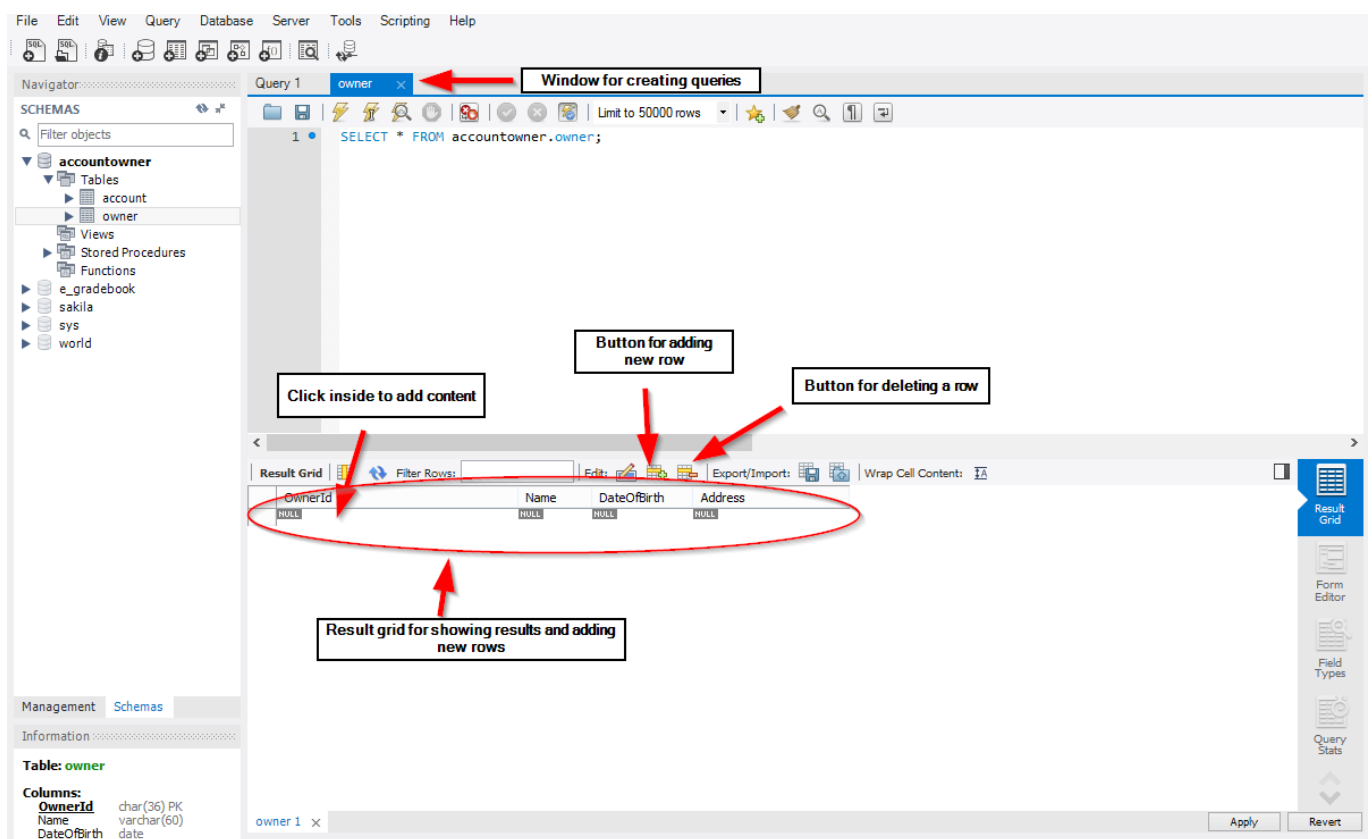 File Edit View Query Database Server Tools Scripting Help
Navigator
SCHEMAS
Filter objects
accountowner
Tables
account
owner
Views
Stored Procedures
Functions
e_gradebook
sakila
sys
world
Management Schemas
Information
Table: owner
Columns:
OwnerId char(36) PK
Name varchar(60)
DateOfBirth date
Query 1 owner
Window for creating queries
Limit to 50000 rows
1 SELECT * FROM accountowner.owner;
Button for adding
new row
Button for deleting a row
Click inside to add content
Result Grid Filter Rows: Edit: Export/Import: Wrap Cell Content: IA
OwnerId Name DateOfBirth Address
NULL NULL NULL NULL
Result grid for showing results and adding
new rows
Result
Grid
Form
Editor
Field
Types
Query
Stats
owner 1 Apply Revert